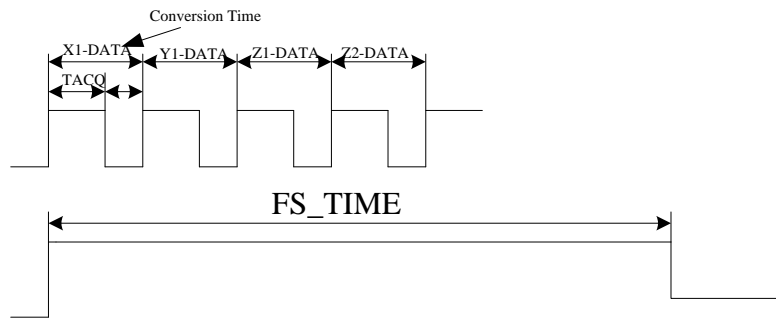 Conversion Time
X1-DATA Y1-DATA Z1-DATA Z2-DATA
TACQ
FS_TIME